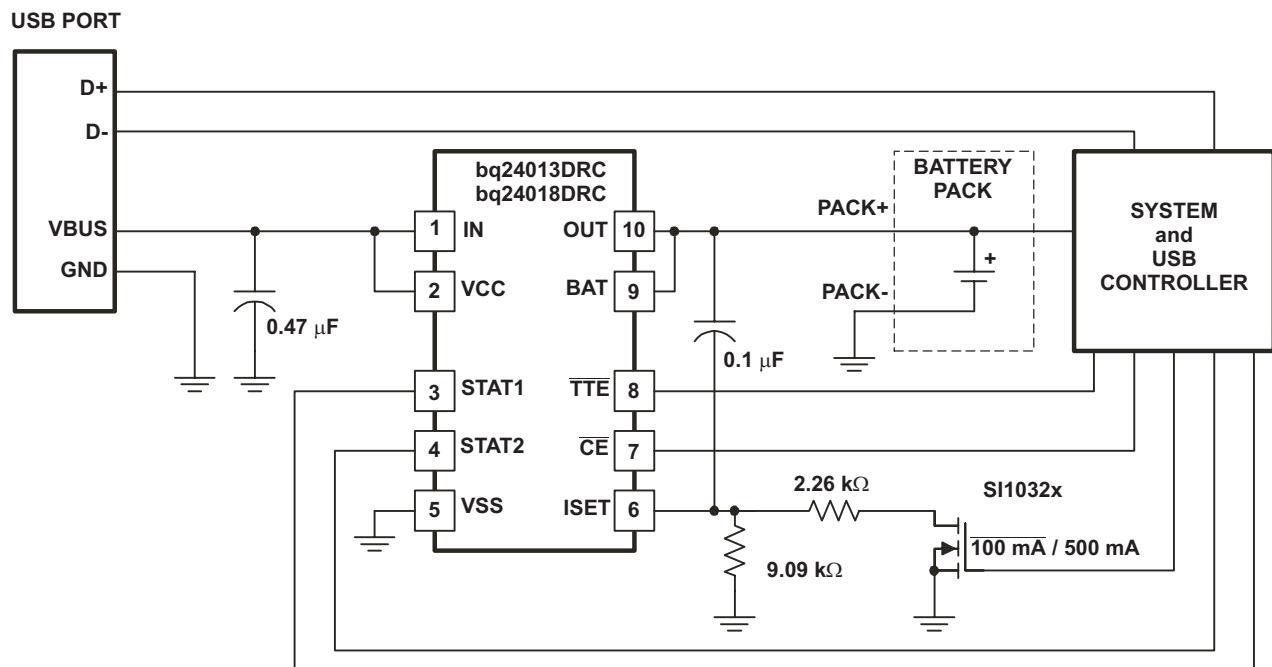 USB PORT
D+
D-
VBUS
GND
0.47 μF
bq24013DRC
bq24018DRC
1 IN
2 VCC
3 STAT1
4 STAT2
5 VSS
OUT 10
BAT 9
TTE 8
CE 7
ISET 6
0.1 μF
PACK+
PACK-
BATTERY
PACK
+
SYSTEM
and
USB
CONTROLLER
2.26 kΩ
9.09 kΩ
SI1032x
100 mA / 500 mA